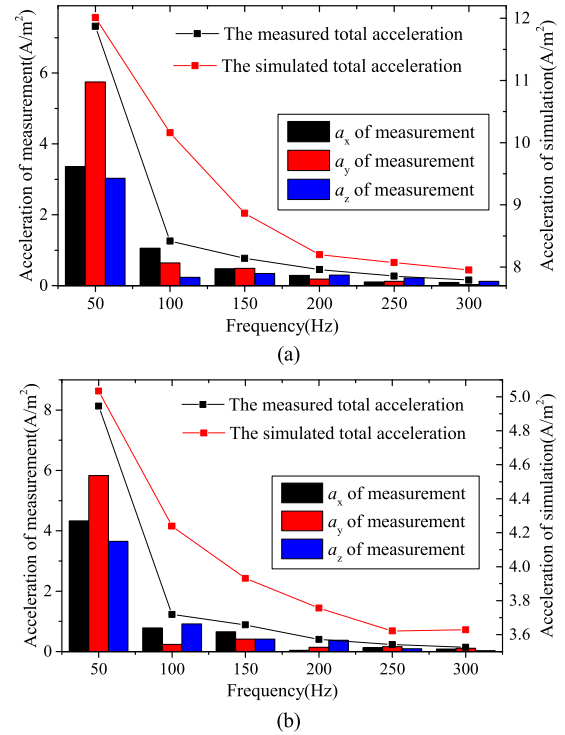 Acceleration of measurement(A/m²)
6
4
2
0
The measured total acceleration
The simulated total acceleration
aₓ of measurement
a_y of measurement
a_z of measurement
12
11
10
9
8
Acceleration of simulation(A/m²)
50 100 150 200 250 300
Frequency(Hz)
(a)
Acceleration of measurement(A/m²)
8
6
4
2
0
The measured total acceleration
The simulated total acceleration
aₓ of measurement
a_y of measurement
a_z of measurement
5.0
4.8
4.6
4.4
4.2
4.0
3.8
3.6
Acceleration of simulation(A/m²)
50 100 150 200 250 300
Frequency(Hz)
(b)